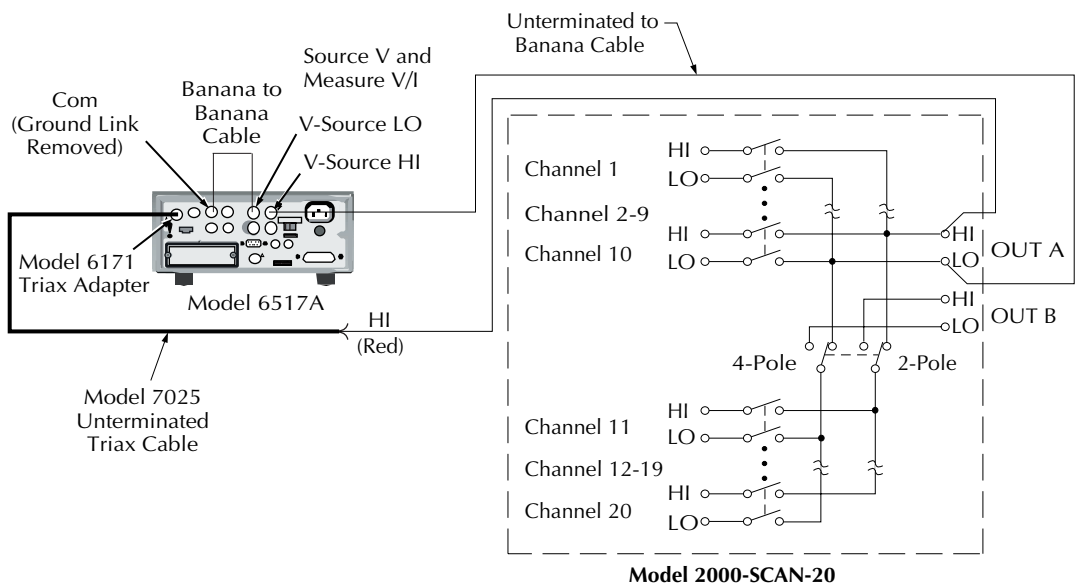 Unterminated to
Banana Cable
Source V and
Measure V/I
Banana to
Banana
Cable
Com
(Ground Link
Removed)
V-Source LO
V-Source HI
Model 6171
Triax Adapter
Model 6517A
HI
(Red)
Model 7025
Unterminated
Triax Cable
Channel 1
HI
LO
Channel 2-9
Channel 10
HI
LO
HI
LO
OUT A
HI
LO
OUT B
4-Pole
2-Pole
Channel 11
HI
LO
Channel 12-19
Channel 20
HI
LO
Model 2000-SCAN-20